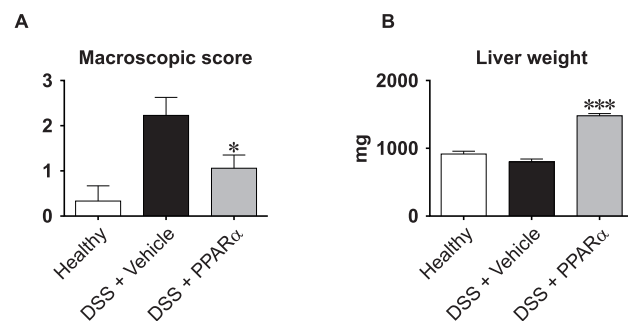 A
Macroscopic score
3
2
1
0
*
Healthy
DSS + Vehicle
DSS + PPARα
B
Liver weight
2000
1000
0
mg
***
Healthy
DSS + Vehicle
DSS + PPARα